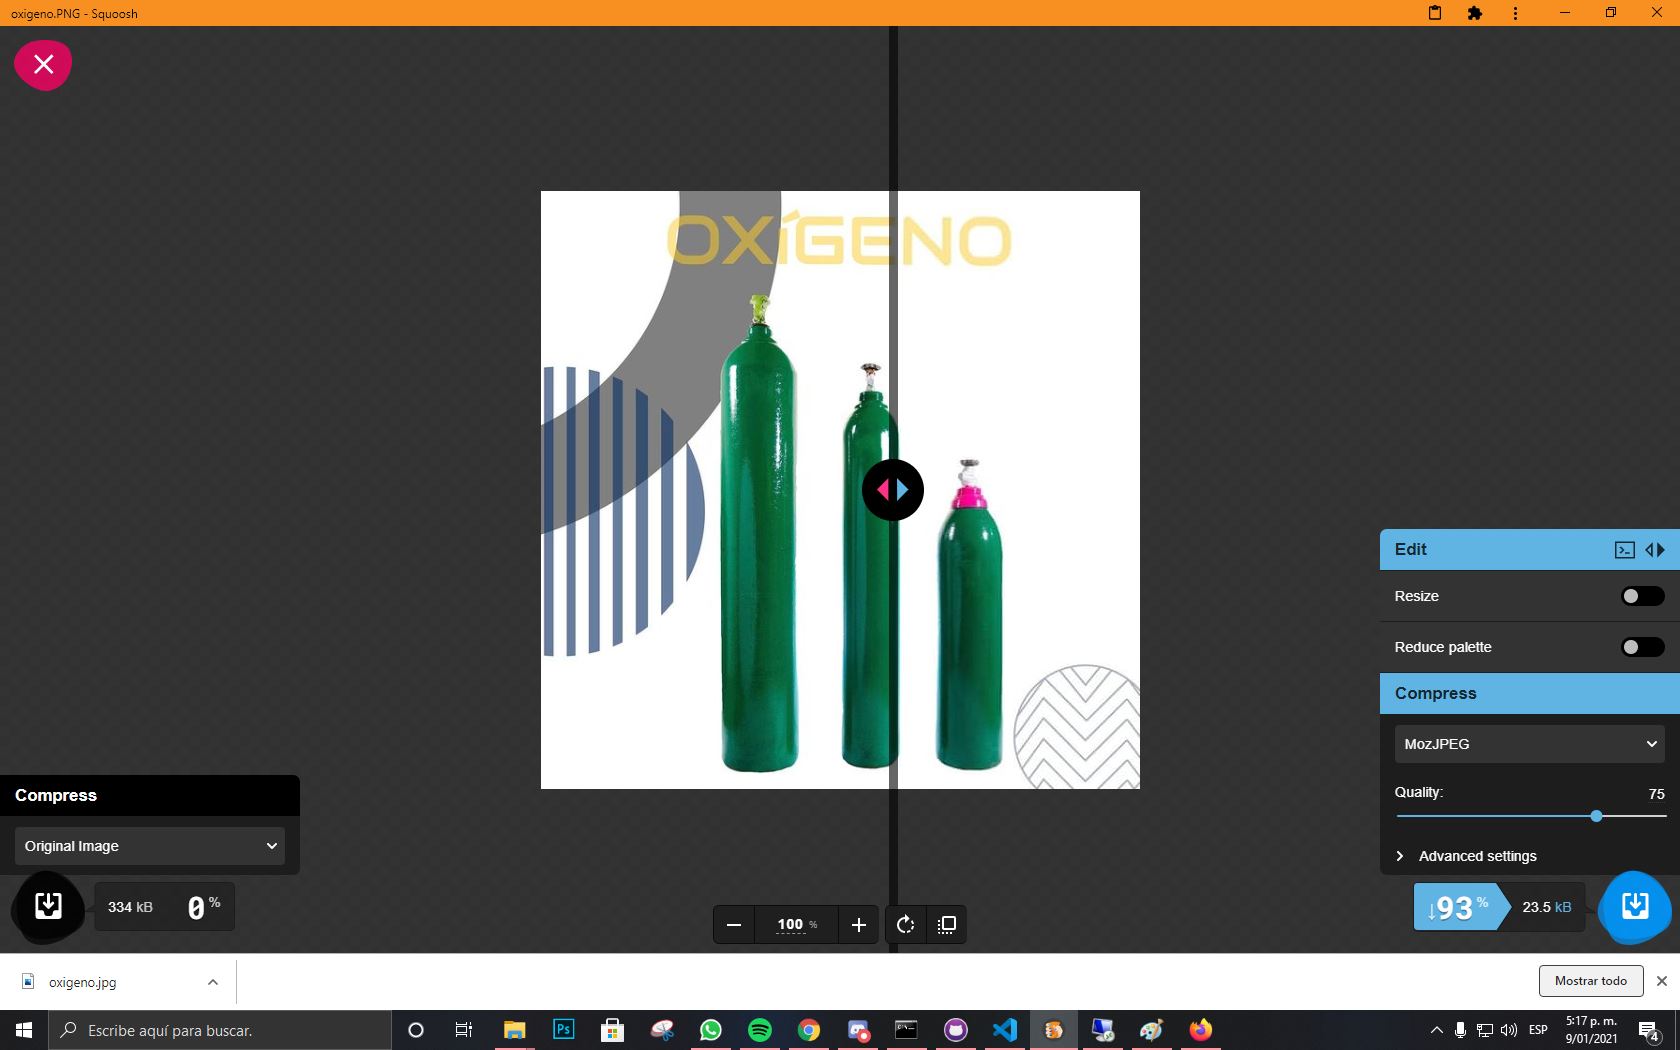 oxigeno.PNG - Squoosh
OXíGENO
Edit
Resize
Reduce palette
Compress
MozJPEG
Quality: 75
Advanced settings
Compress
Original Image
334 kB 0 %
100 %
↓93 % 23.5 kB
oxigeno.jpg
Mostrar todo
Escribe aquí para buscar.
Ps
ESP
5:17 p. m.
9/01/2021
4